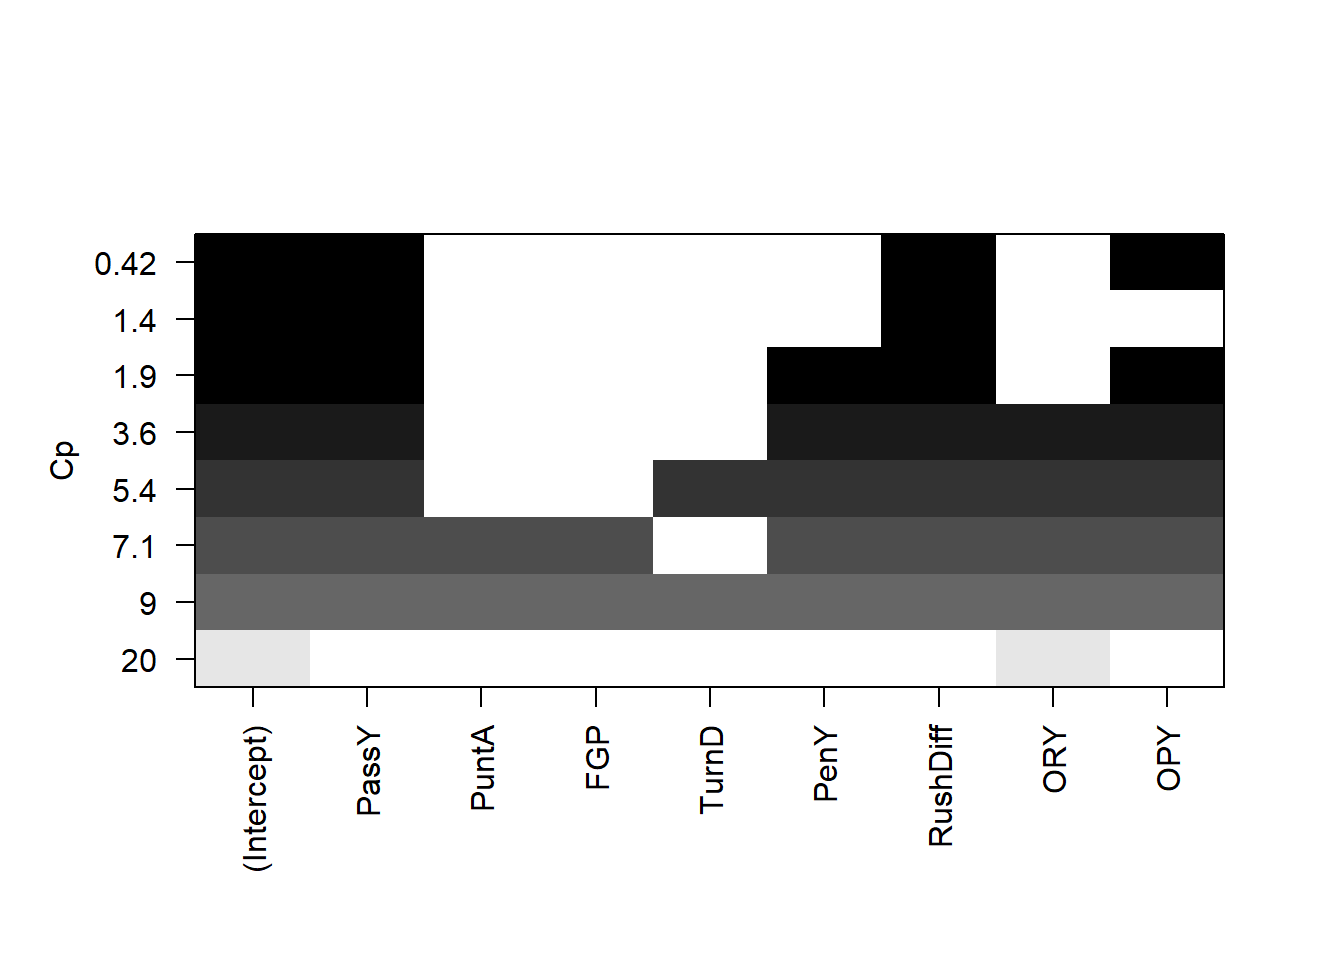 0.42
1.4
1.9
3.6
5.4
7.1
9
20
Cp
(Intercept)
PassY
PuntA
FGP
TurnD
PenY
RushDiff
ORY
OPY